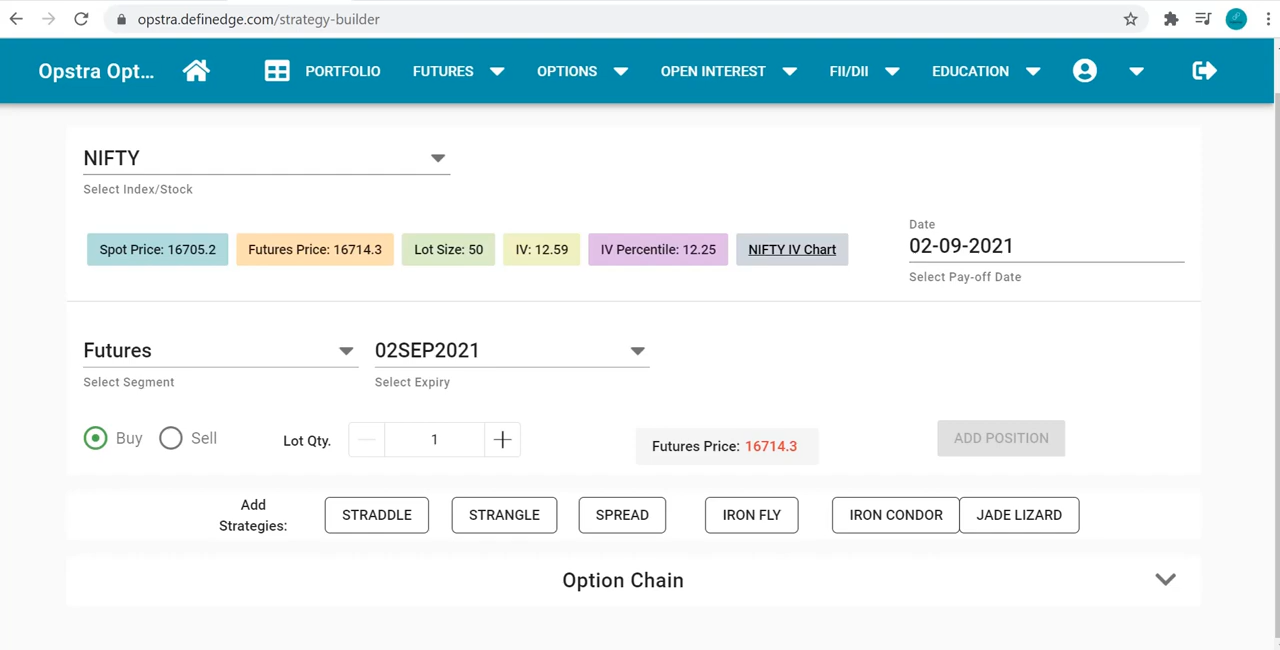 opstra.definedge.com/strategy-builder
Opstra Opt... PORTFOLIO FUTURES OPTIONS OPEN INTEREST FII/DII EDUCATION
NIFTY
Select Index/Stock
Spot Price: 16705.2 Futures Price: 16714.3 Lot Size: 50 IV: 12.59 IV Percentile: 12.25 NIFTY IV Chart
Date
02-09-2021
Select Pay-off Date
Futures 02SEP2021
Select Segment Select Expiry
Buy Sell Lot Qty. 1 Futures Price: 16714.3 ADD POSITION
Add
Strategies:
STRADDLE STRANGLE SPREAD IRON FLY IRON CONDOR JADE LIZARD
Option Chain